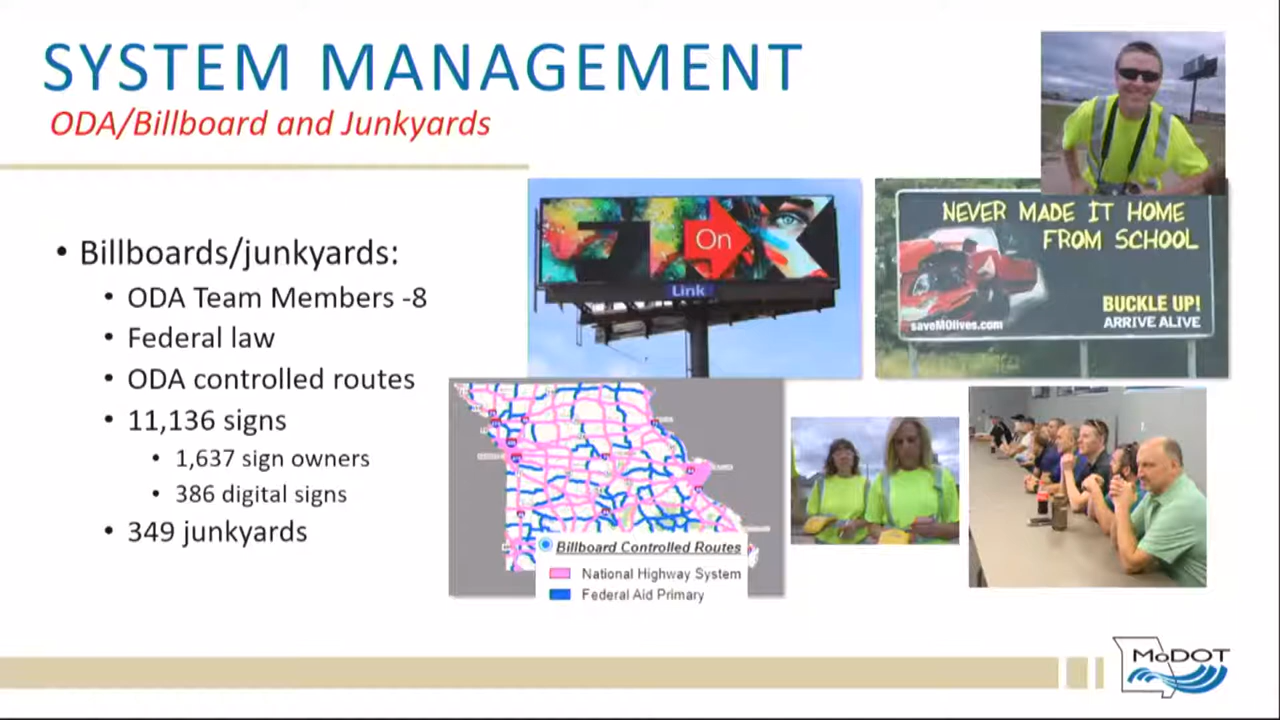 SYSTEM MANAGEMENT
ODA/Billboard and Junkyards
• Billboards/junkyards:
• ODA Team Members -8
• Federal law
• ODA controlled routes
• 11,136 signs
• 1,637 sign owners
• 386 digital signs
• 349 junkyards
On
Link
NEVER MADE IT HOME
FROM SCHOOL
BUCKLE UP!
ARRIVE ALIVE
saveMOlives.com
Billboard Controlled Routes
National Highway System
Federal Aid Primary
MoDOT